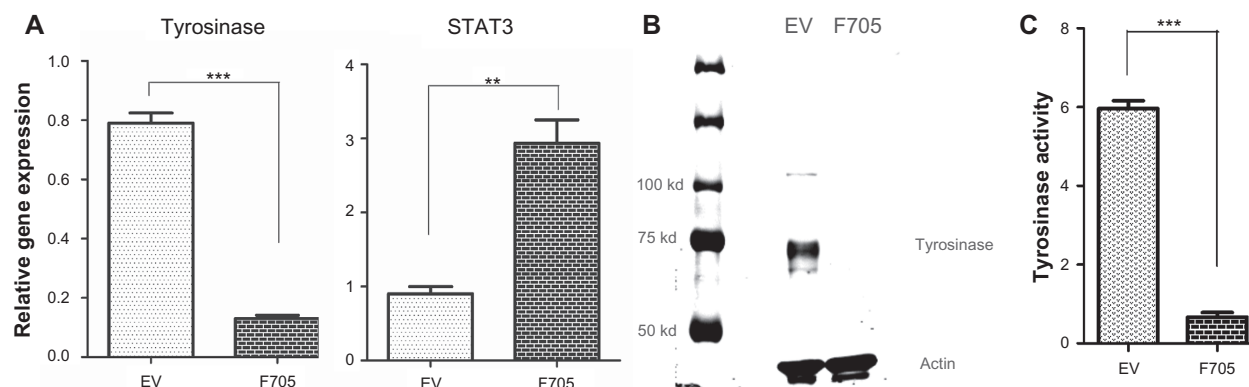 A
Tyrosinase
Relative gene expression
1.0
0.8
0.6
0.4
0.2
0.0
***
EV
F705
STAT3
4
3
2
1
0
**
EV
F705
B
EV F705
100 kd
75 kd
50 kd
Tyrosinase
Actin
C
Tyrosinase activity
8
6
4
2
0
***
EV
F705